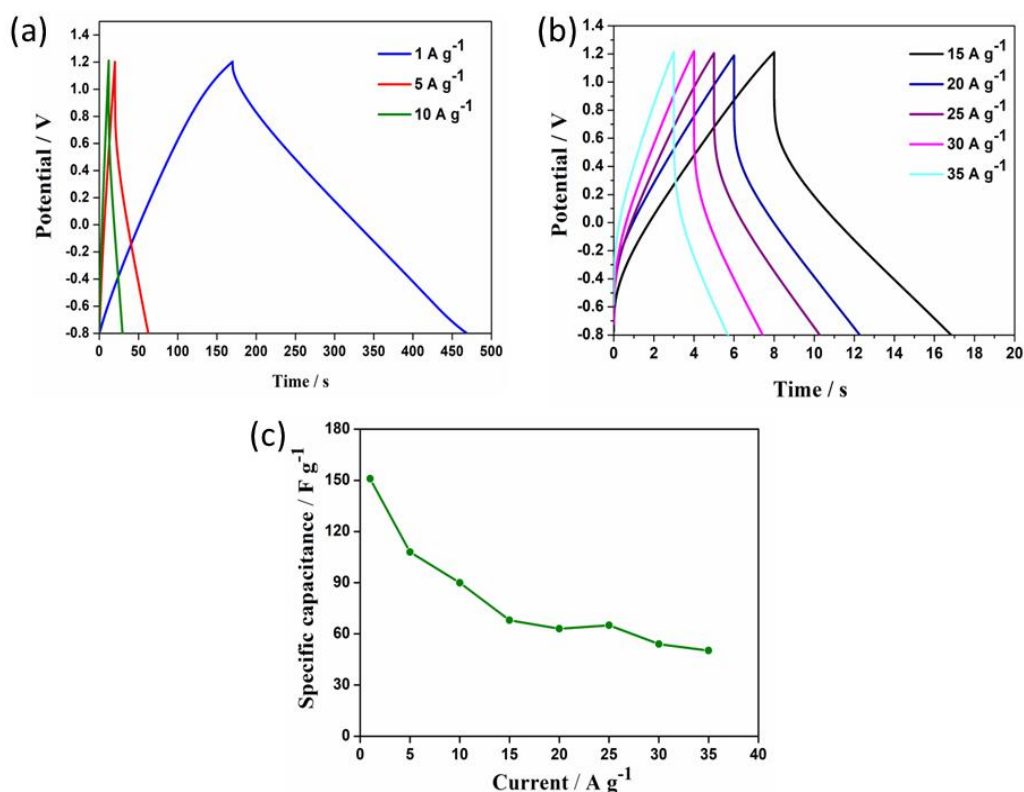 (a)
1.4
1.2
1.0
0.8
0.6
0.4
0.2
0.0
-0.2
-0.4
-0.6
-0.8
Potential / V
1 A g⁻¹
5 A g⁻¹
10 A g⁻¹
0 50 100 150 200 250 300 350 400 450 500
Time / s
(b)
1.4
1.2
1.0
0.8
0.6
0.4
0.2
0.0
-0.2
-0.4
-0.6
-0.8
Potential / V
15 A g⁻¹
20 A g⁻¹
25 A g⁻¹
30 A g⁻¹
35 A g⁻¹
0 2 4 6 8 10 12 14 16 18 20
Time / s
(c)
180
150
120
90
60
30
0
Specific capacitance / F g⁻¹
0 5 10 15 20 25 30 35 40
Current / A g⁻¹